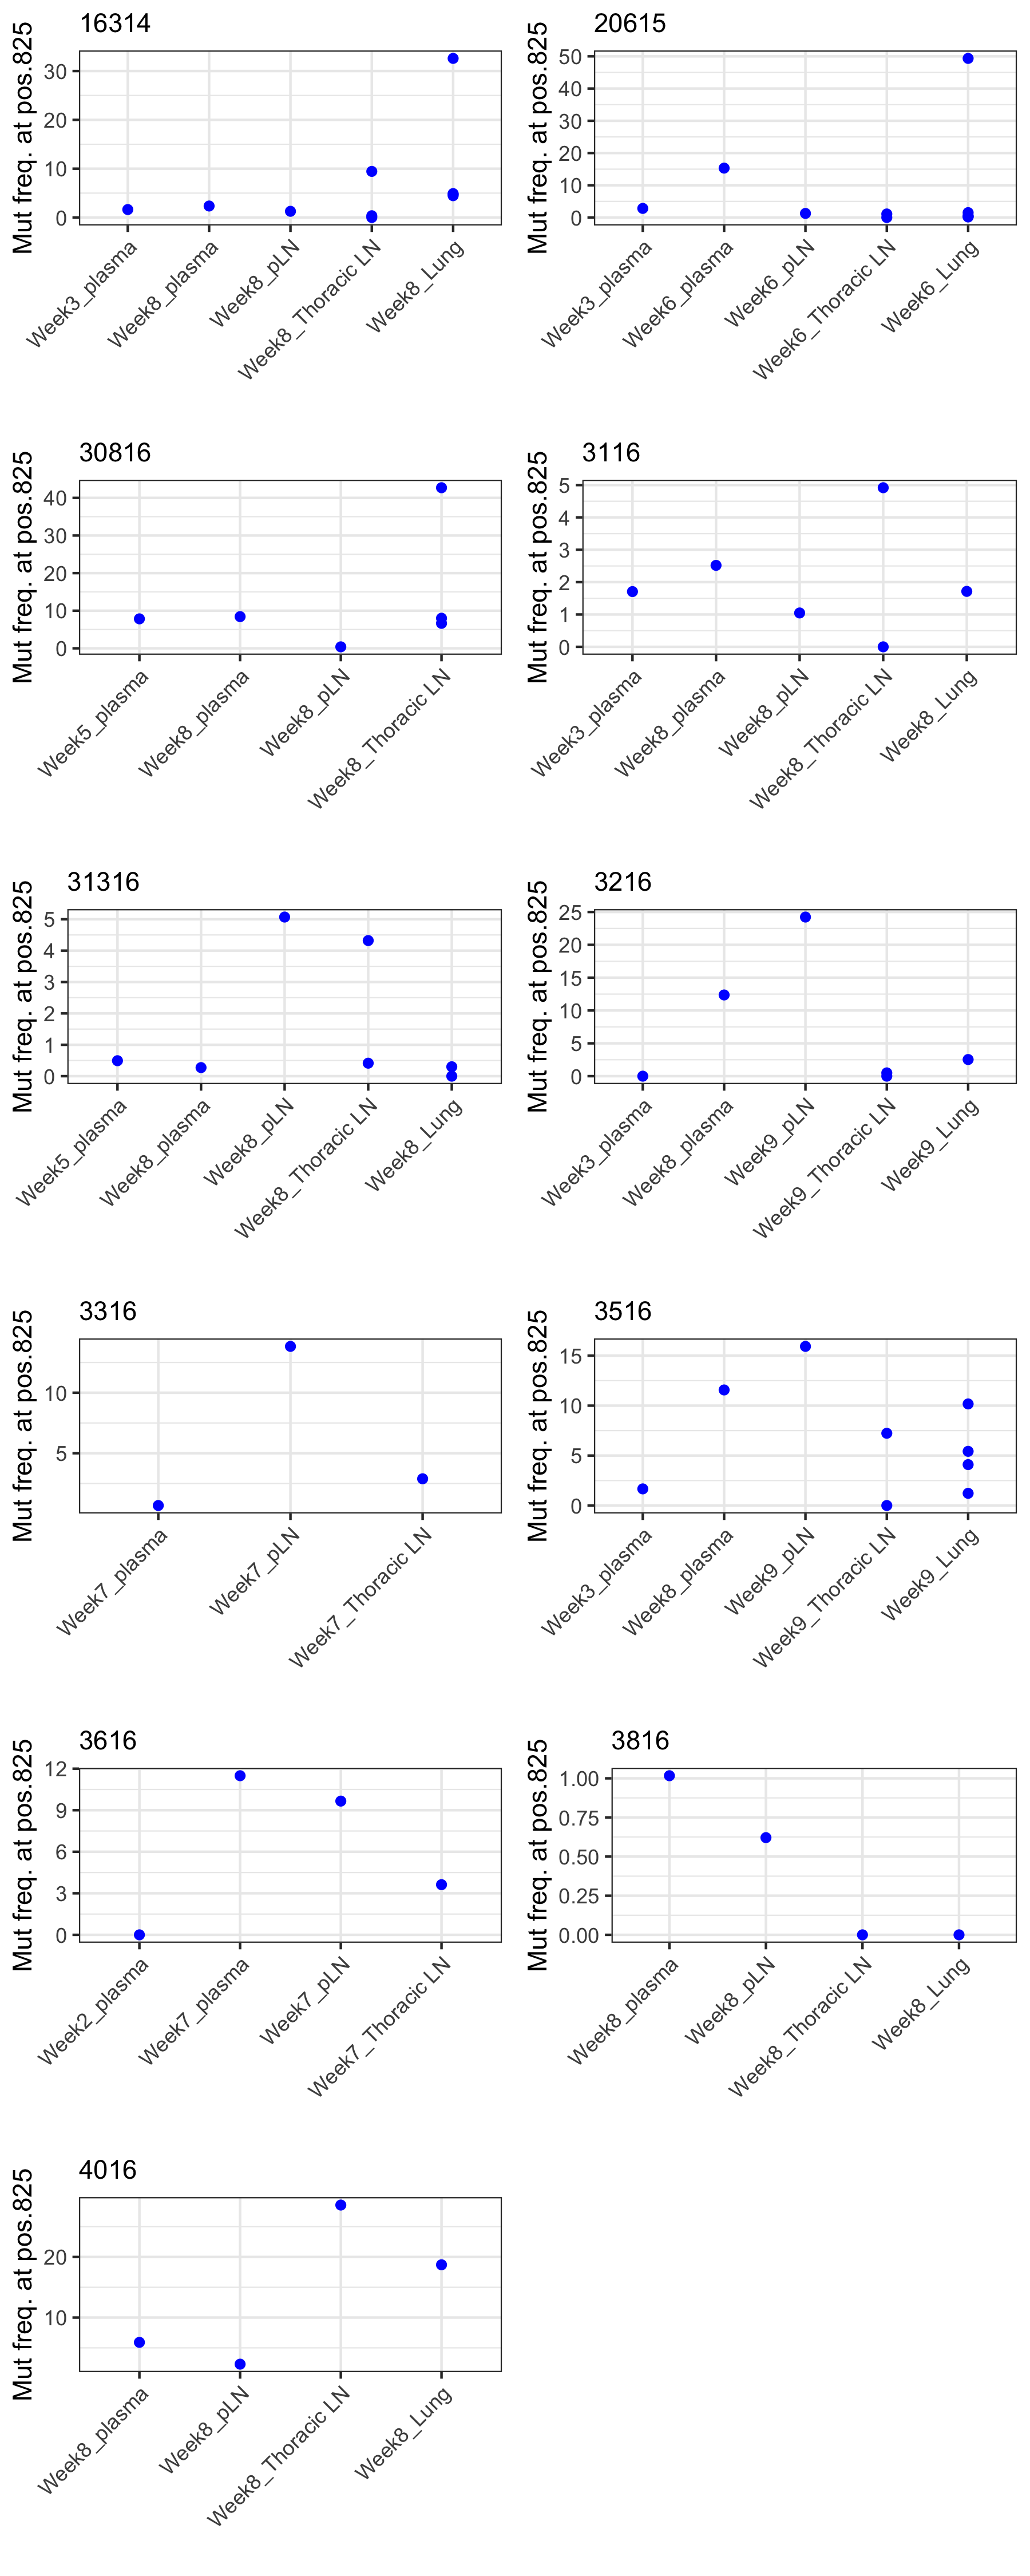 16314
Mut freq. at pos.825
30
20
10
0
Week3_plasma
Week8_plasma
Week8_pLN
Week8_Thoracic LN
Week8_Lung
20615
Mut freq. at pos.825
50
40
30
20
10
0
Week3_plasma
Week6_plasma
Week6_pLN
Week6_Thoracic LN
Week6_Lung
30816
Mut freq. at pos.825
40
30
20
10
0
Week5_plasma
Week8_plasma
Week8_pLN
Week8_Thoracic LN
3116
Mut freq. at pos.825
5
4
3
2
1
0
Week3_plasma
Week8_plasma
Week8_pLN
Week8_Thoracic LN
Week8_Lung
31316
Mut freq. at pos.825
5
4
3
2
1
0
Week5_plasma
Week8_plasma
Week8_pLN
Week8_Thoracic LN
Week8_Lung
3216
Mut freq. at pos.825
25
20
15
10
5
0
Week3_plasma
Week8_plasma
Week9_pLN
Week9_Thoracic LN
Week9_Lung
3316
Mut freq. at pos.825
10
5
Week7_plasma
Week7_pLN
Week7_Thoracic LN
3516
Mut freq. at pos.825
15
10
5
0
Week3_plasma
Week8_plasma
Week9_pLN
Week9_Thoracic LN
Week9_Lung
3616
Mut freq. at pos.825
12
9
6
3
0
Week2_plasma
Week7_plasma
Week7_pLN
Week7_Thoracic LN
3816
Mut freq. at pos.825
1.00
0.75
0.50
0.25
0.00
Week8_plasma
Week8_pLN
Week8_Thoracic LN
Week8_Lung
4016
Mut freq. at pos.825
20
10
Week8_plasma
Week8_pLN
Week8_Thoracic LN
Week8_Lung